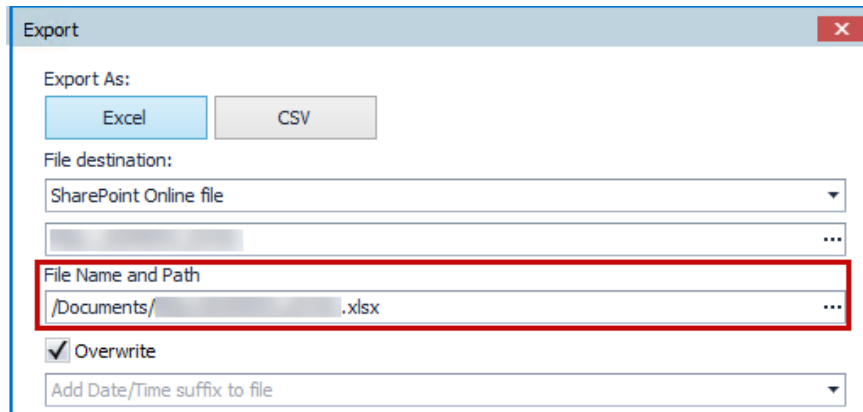 Export
Export As:
Excel CSV
File destination:
SharePoint Online file
...
File Name and Path
/Documents/ .xlsx ...
Overwrite
Add Date/Time suffix to file